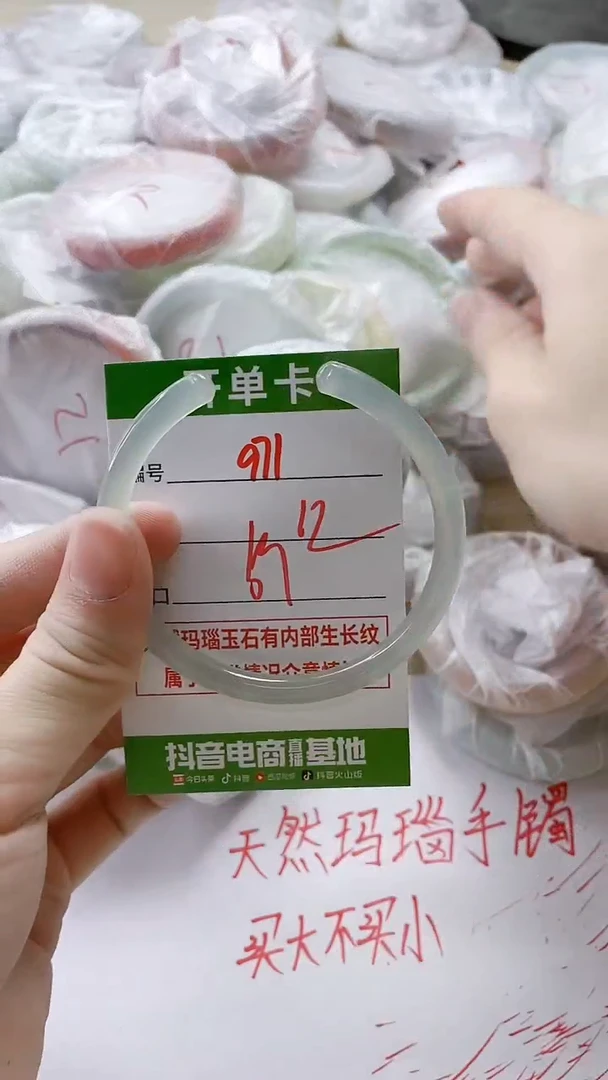 开单卡
编号 971
12
57
口
玛瑙玉石有内部生长纹
属
抖音电商直播基地
今日头条 抖音 西瓜视频 抖音火山版
天然玛瑙手镯
买大不买小
12